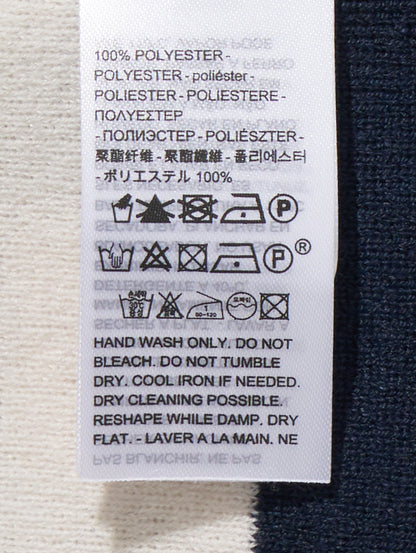 100% POLYESTER -
POLYESTER - poliéster -
POLIESTER - POLIESTERE -
ΠΟΛΥΕΣΤΕΡ
- ПОЛИЭСТЕР - POLIÉSZTER -
聚酯纤维 - 聚酯纖維 - 폴리에스터
- ポリエステル 100%
P
P ®
30℃
HAND WASH ONLY. DO NOT
BLEACH. DO NOT TUMBLE
DRY. COOL IRON IF NEEDED.
DRY CLEANING POSSIBLE.
RESHAPE WHILE DAMP. DRY
FLAT. - LAVER A LA MAIN. NE